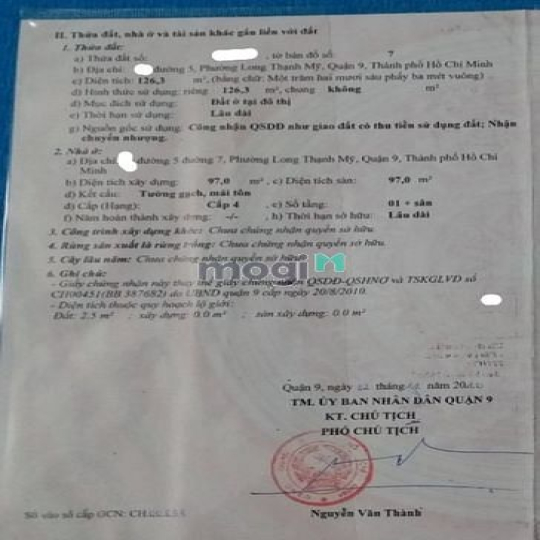 II. Thửa đất, nhà ở và tài sản khác gắn liền với đất
1. Thửa đất:
a) Thửa đất số: , tờ bản đồ số: 7
b) Địa chỉ: đường 5, Phường Long Thạnh Mỹ, Quận 9, Thành phố Hồ Chí Minh
c) Diện tích: 126,3 m², (bằng chữ: Một trăm hai mươi sáu phẩy ba mét vuông)
d) Hình thức sử dụng: riêng 126,3 m², chung không m²
đ) Mục đích sử dụng: Đất ở tại đô thị
e) Thời hạn sử dụng: Lâu dài
g) Nguồn gốc sử dụng: Công nhận QSDĐ như giao đất có thu tiền sử dụng đất; Nhận
chuyển nhượng.
2. Nhà ở:
a) Địa chỉ: đường 5 đường 7, Phường Long Thạnh Mỹ, Quận 9, Thành phố Hồ Chí
Minh
b) Diện tích xây dựng: 97,0 m², c) Diện tích sàn: 97,0 m²
d) Kết cấu: Tường gạch, mái tôn
đ) Cấp (Hạng): Cấp 4 e) Số tầng: 01 + sân
f) Năm hoàn thành xây dựng: -/- , h) Thời hạn sở hữu: Lâu dài
3. Công trình xây dựng khác: Chưa chứng nhận quyền sở hữu.
4. Rừng sản xuất là rừng trồng: Chưa chứng nhận quyền sở hữu.
5. Cây lâu năm: Chưa chứng nhận quyền sở hữu.
mogi
6. Ghi chú:
- Giấy chứng nhận này thay thế giấy chứng nhận QSDĐ-QSHNO và TSKGLVD số
CH00451(BB 387682) do UBND quận 9 cấp ngày 20/8/2010.
- Diện tích thuộc quy hoạch lộ giới:
Đất: 2.5 m² ; xây dựng: 0.0 m² ; sàn xây dựng: 0.0 m²
Quận 9, ngày tháng năm 20
TM. ỦY BAN NHÂN DÂN QUẬN 9
KT. CHỦ TỊCH
PHÓ CHỦ TỊCH
Nguyễn Văn Thành
Số vào sổ cấp GCN: CH